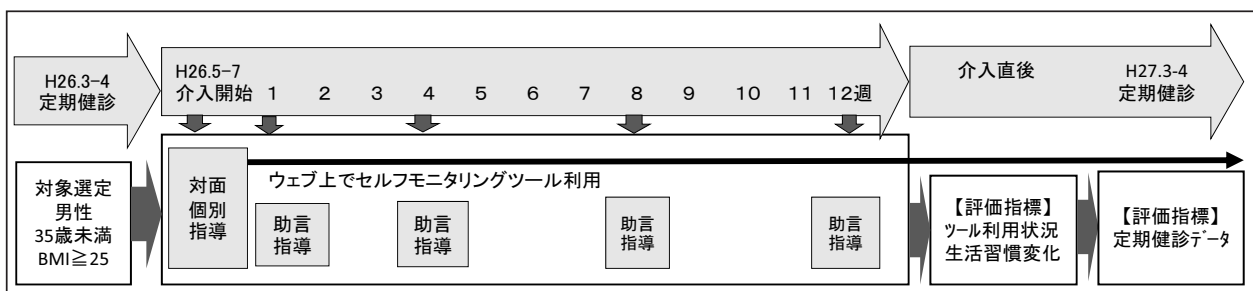 H26.3-4
定期健診
H26.5-7
介入開始
1 2 3 4 5 6 7 8 9 10 11 12週
介入直後
H27.3-4
定期健診
対象選定
男性
35歳未満
BMI≧25
対面
個別
指導
ウェブ上でセルフモニタリングツール利用
助言
指導
助言
指導
助言
指導
助言
指導
【評価指標】
ツール利用状況
生活習慣変化
【評価指標】
定期健診データ